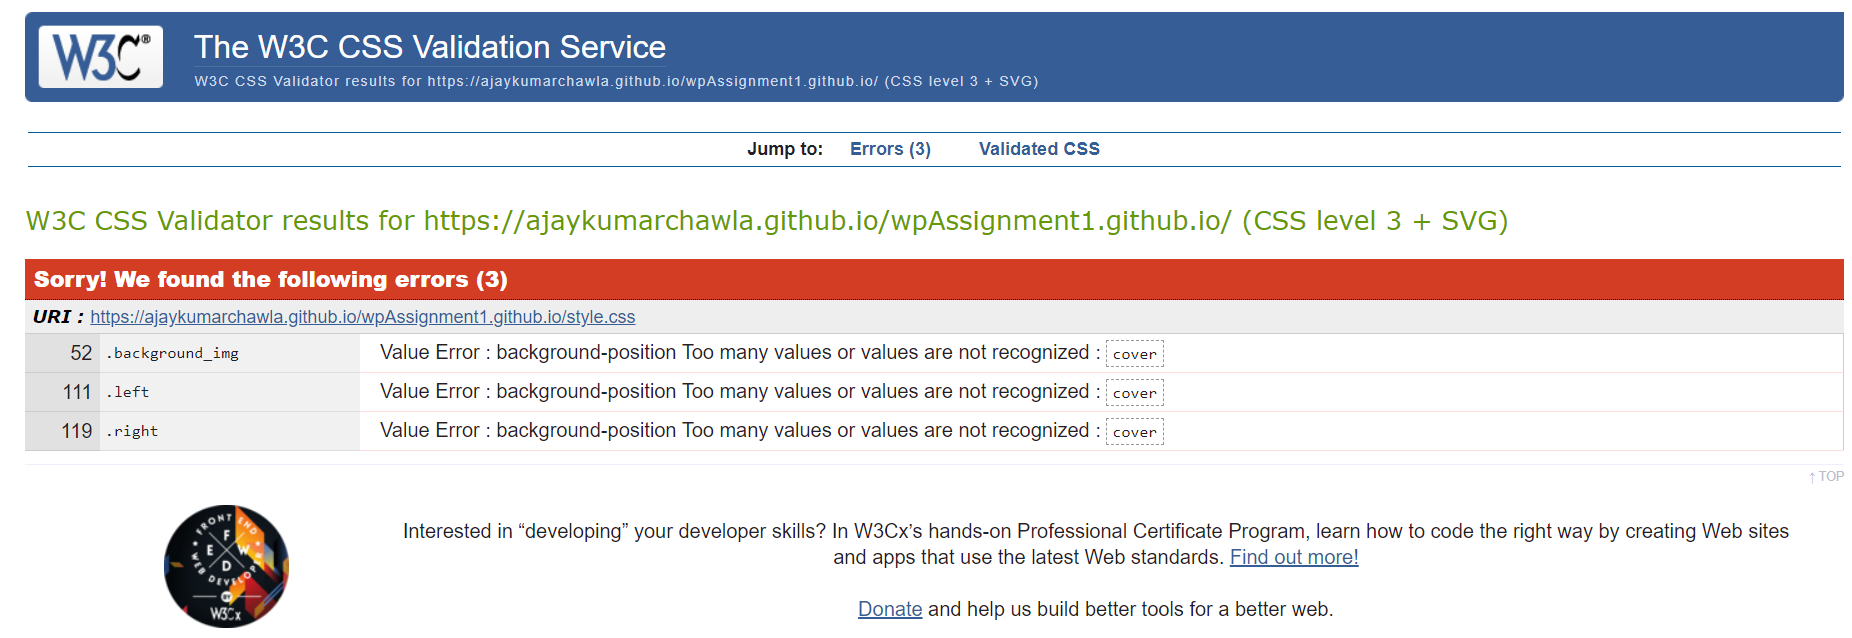 W3C®
The W3C CSS Validation Service
W3C CSS Validator results for https://ajaykumarchawla.github.io/wpAssignment1.github.io/ (CSS level 3 + SVG)
Jump to: Errors (3) Validated CSS
W3C CSS Validator results for https://ajaykumarchawla.github.io/wpAssignment1.github.io/ (CSS level 3 + SVG)
Sorry! We found the following errors (3)
URI : https://ajaykumarchawla.github.io/wpAssignment1.github.io/style.css
52 .background_img Value Error : background-position Too many values or values are not recognized : cover
111 .left Value Error : background-position Too many values or values are not recognized : cover
119 .right Value Error : background-position Too many values or values are not recognized : cover
↑ TOP
FRONT END
F
E W
D
WEB DEVELOPER
BY
W3Cx
Interested in “developing” your developer skills? In W3Cx’s hands-on Professional Certificate Program, learn how to code the right way by creating Web sites
and apps that use the latest Web standards. Find out more!
Donate and help us build better tools for a better web.